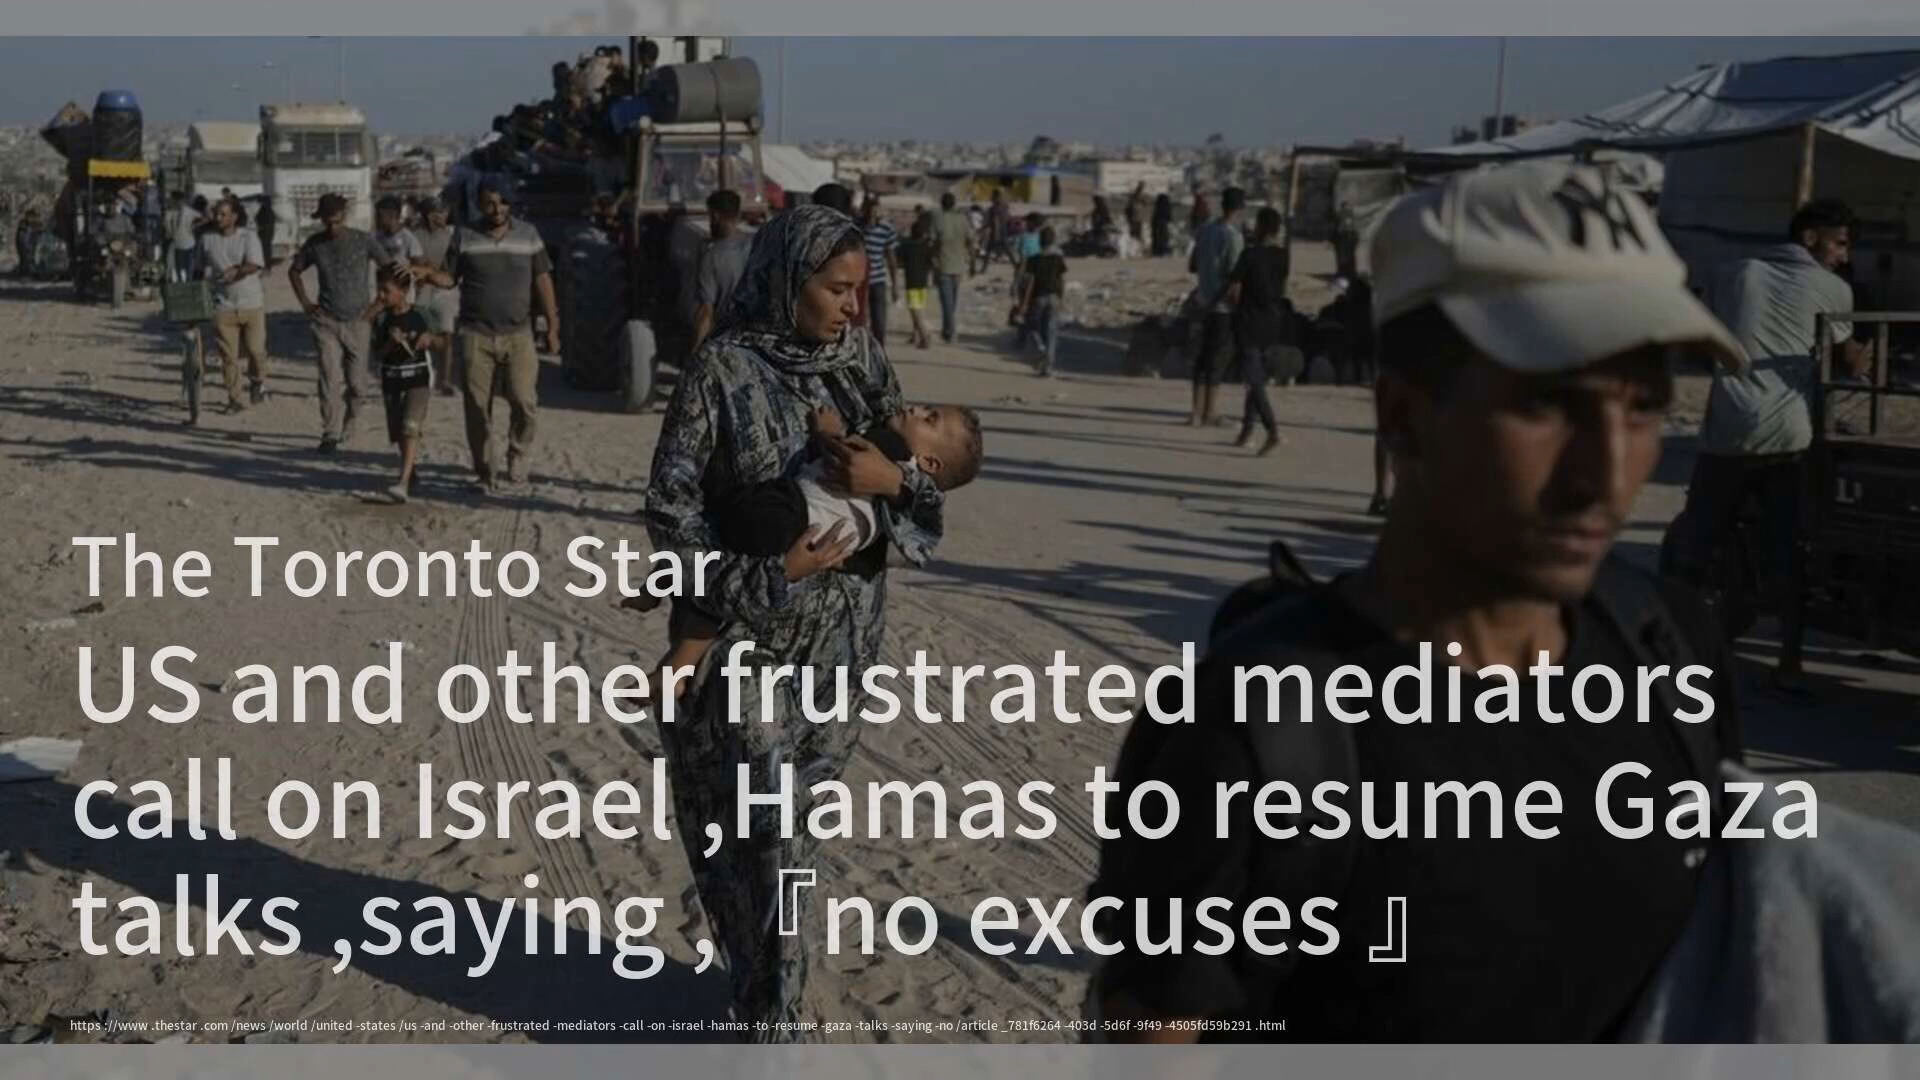 The Toronto Star
US and other frustrated mediators
call on Israel ,Hamas to resume Gaza
talks ,saying ,『no excuses 』
https ://www .thestar .com /news /world /united -states /us -and -other -frustrated -mediators -call -on -israel -hamas -to -resume -gaza -talks -saying -no /article _781f6264 -403d -5d6f -9f49 -4505fd59b291 .html